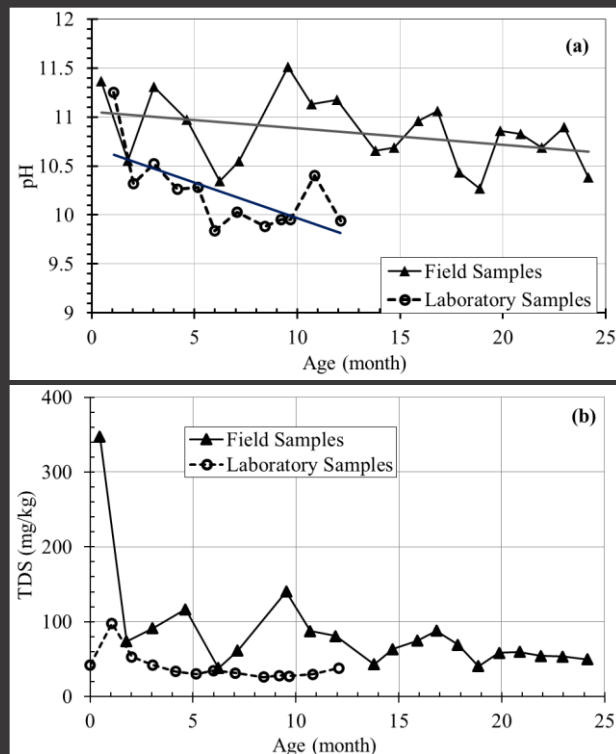 (a)
12
11.5
11
10.5
10
9.5
9
pH
Field Samples
Laboratory Samples
0 5 10 15 20 25
Age (month)
(b)
400
300
200
100
0
TDS (mg/kg)
Field Samples
Laboratory Samples
0 5 10 15 20 25
Age (month)